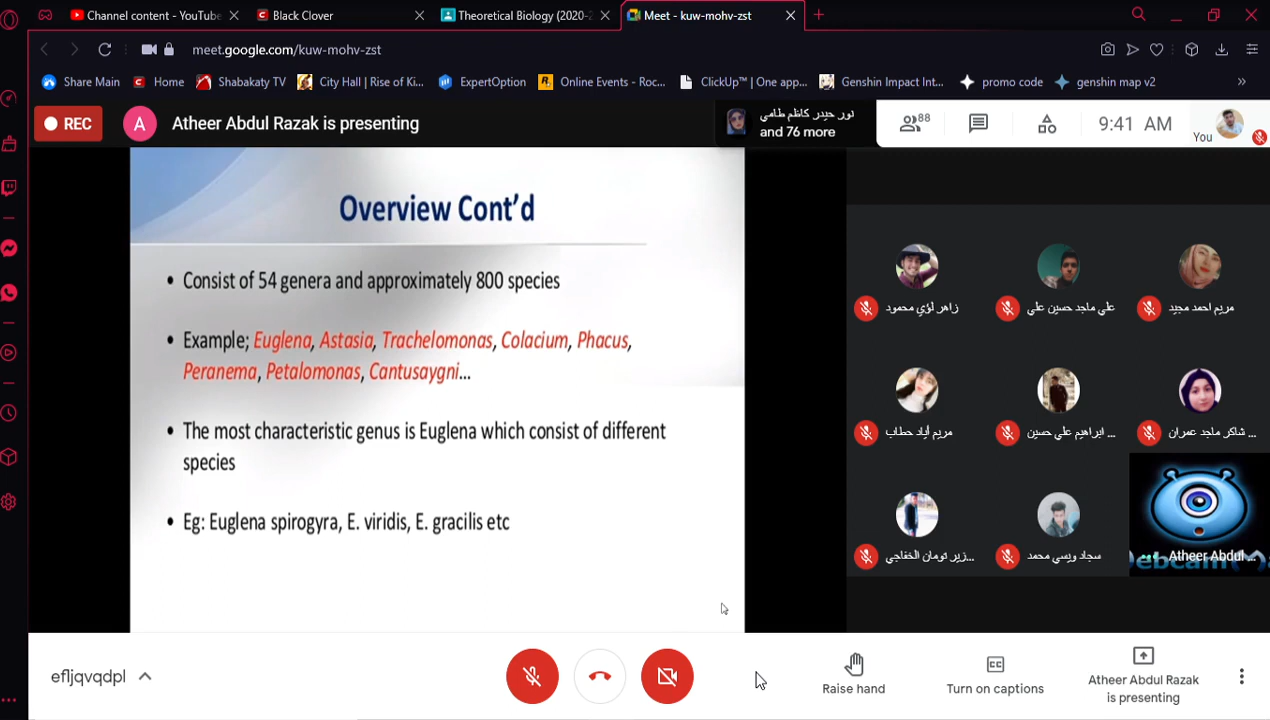 Channel content - YouTube
Black Clover
Theoretical Biology (2020-2
Meet - kuw-mohv-zst
meet.google.com/kuw-mohv-zst
Share Main
Home
Shabakaty TV
City Hall | Rise of Ki...
ExpertOption
Online Events - Roc...
ClickUp™ | One app...
Genshin Impact Int...
promo code
genshin map v2
REC
A
Atheer Abdul Razak is presenting
نور حيدر كاظم طامي
and 76 more
88
9:41 AM
You
Overview Cont'd
• Consist of 54 genera and approximately 800 species
• Example; Euglena, Astasia, Trachelomonas, Colacium, Phacus,
Peranema, Petalomonas, Cantusaygni...
• The most characteristic genus is Euglena which consist of different
species
• Eg: Euglena spirogyra, E. viridis, E. gracilis etc
زاهر لؤي محمود
علي ماجد حسين علي
مريم احمد مجيد
مريم أياد حطاب
ابراهيم علي حسين ...
شاكر ماجد عمران ...
زير تومان الخفاجي...
سجاد ويسي محمد
Atheer Abdul ...
efljqvqdpl
Raise hand
Turn on captions
Atheer Abdul Razak
is presenting